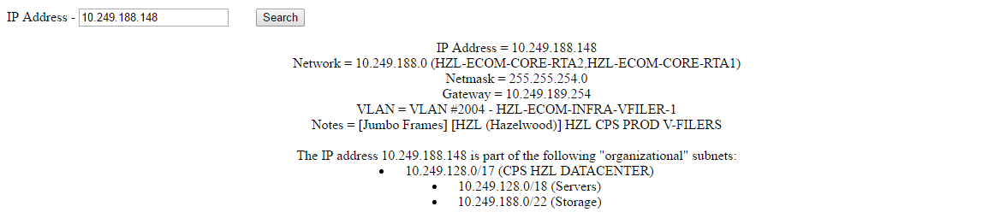 IP Address - 10.249.188.148 Search
IP Address = 10.249.188.148
Network = 10.249.188.0 (HZL-ECOM-CORE-RTA2,HZL-ECOM-CORE-RTA1)
Netmask = 255.255.254.0
Gateway = 10.249.189.254
VLAN = VLAN #2004 - HZL-ECOM-INFRA-VFILER-1
Notes = [Jumbo Frames] [HZL (Hazelwood)] HZL CPS PROD V-FILERS
The IP address 10.249.188.148 is part of the following "organizational" subnets:
• 10.249.128.0/17 (CPS HZL DATACENTER)
• 10.249.128.0/18 (Servers)
• 10.249.188.0/22 (Storage)